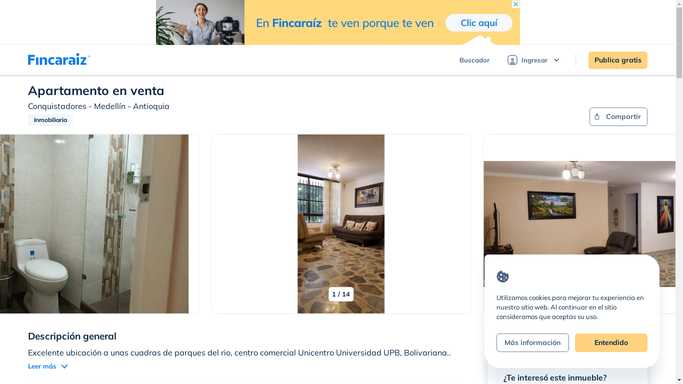 En Fincaraíz te ven porque te ven
Clic aquí
Fincaraiz
Buscador
Ingresar
Publica gratis
Apartamento en venta
Conquistadores - Medellín - Antioquia
Inmobiliaria
Compartir
1 / 14
Utilizamos cookies para mejorar tu experiencia en
nuestro sitio web. Al continuar en el sitio
consideramos que aceptas su uso.
Más información
Entendido
Descripción general
Excelente ubicación a unas cuadras de parques del rio, centro comercial Unicentro Universidad UPB, Bolivariana..
Leer más
¿Te interesó este inmueble?